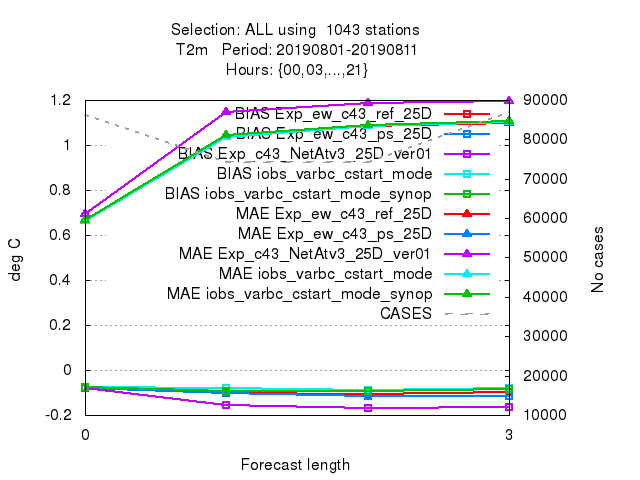 Selection: ALL using  1043 stations
T2m   Period: 20190801-20190811
Hours: {00,03,...,21}
1.2
1
0.8
0.6
0.4
0.2
0
-0.2
deg C
BIAS Exp_ew_c43_ref_25D
BIAS Exp_ew_c43_ps_25D
BIAS Exp_c43_NetAtv3_25D_ver01
BIAS iobs_varbc_cstart_mode
BIAS iobs_varbc_cstart_mode_synop
MAE Exp_ew_c43_ref_25D
MAE Exp_ew_c43_ps_25D
MAE Exp_c43_NetAtv3_25D_ver01
MAE iobs_varbc_cstart_mode
MAE iobs_varbc_cstart_mode_synop
CASES
90000
80000
70000
60000
50000
40000
30000
20000
10000
No cases
0
3
Forecast length